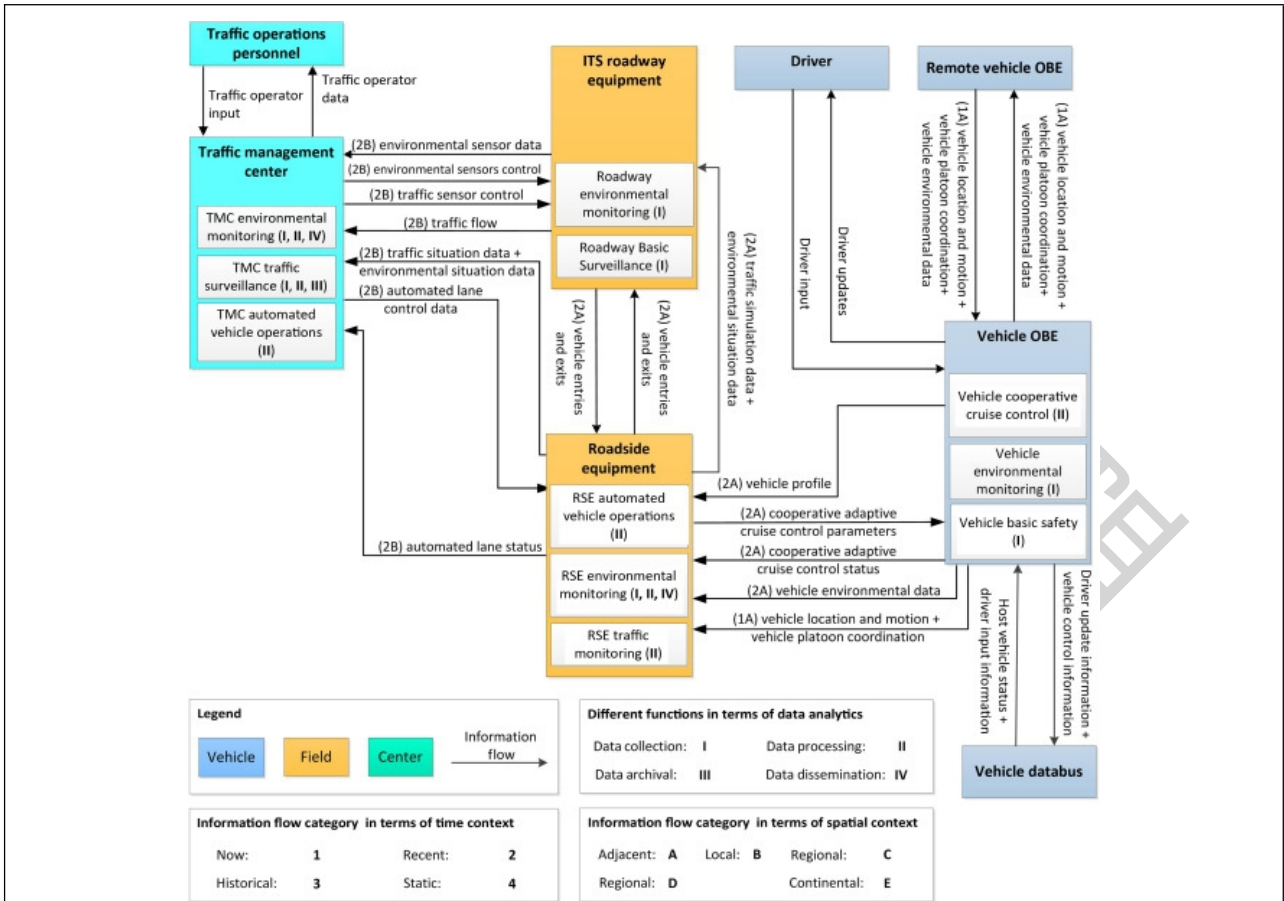 Traffic operations
personnel
Traffic operator
input
Traffic operator
data
Traffic management
center
TMC environmental
monitoring (I, II, IV)
TMC traffic
surveillance (I, II, III)
TMC automated
vehicle operations
(II)
ITS roadway
equipment
Roadway
environmental
monitoring (I)
Roadway Basic
Surveillance (I)
(2B) environmental sensor data
(2B) environmental sensors control
(2B) traffic sensor control
(2B) traffic flow
(2B) traffic situation data +
environmental situation data
(2B) automated lane
control data
(2B) automated lane status
(2A) vehicle entries
and exits
(2A) vehicle entries
and exits
(2A) traffic simulation data +
environmental situation data
Driver
Driver input
Driver updates
Remote vehicle OBE
(1A) vehicle location and motion +
vehicle platoon coordination+
vehicle environmental data
(1A) vehicle location and motion +
vehicle platoon coordination+
vehicle environmental data
Vehicle OBE
Vehicle cooperative
cruise control (II)
Vehicle
environmental
monitoring (I)
Vehicle basic safety
(I)
Roadside
equipment
RSE automated
vehicle operations
(II)
RSE environmental
monitoring (I, II, IV)
RSE traffic
monitoring (II)
(2A) vehicle profile
(2A) cooperative adaptive
cruise control parameters
(2A) cooperative adaptive
cruise control status
(2A) vehicle environmental data
(1A) vehicle location and motion +
vehicle platoon coordination
Host vehicle status +
driver input information
Driver update information +
vehicle control information
Vehicle databus
Legend
Vehicle
Field
Center
Information
flow
Different functions in terms of data analytics
Data collection: I Data processing: II
Data archival: III Data dissemination: IV
Information flow category in terms of time context
Now: 1 Recent: 2
Historical: 3 Static: 4
Information flow category in terms of spatial context
Adjacent: A Local: B Regional: C
Regional: D Continental: E